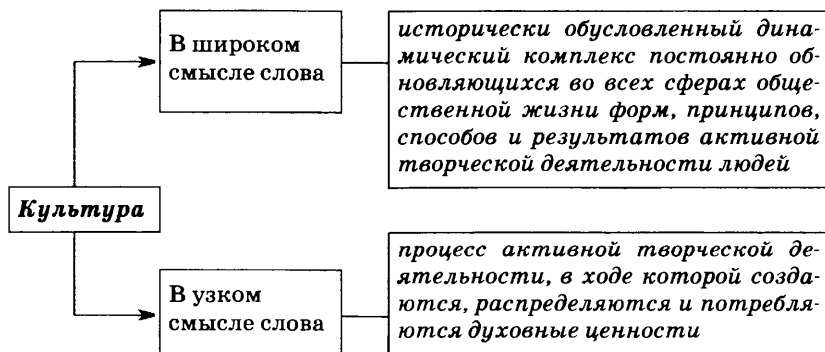 В широком
смысле слова
исторически обусловленный дина-
мический комплекс постоянно об-
новляющихся во всех сферах обще-
ственной жизни форм, принципов,
способов и результатов активной
творческой деятельности людей
Культура
В узком
смысле слова
процесс активной творческой де-
ятельности, в ходе которой созда-
ются, распределяются и потребля-
ются духовные ценности